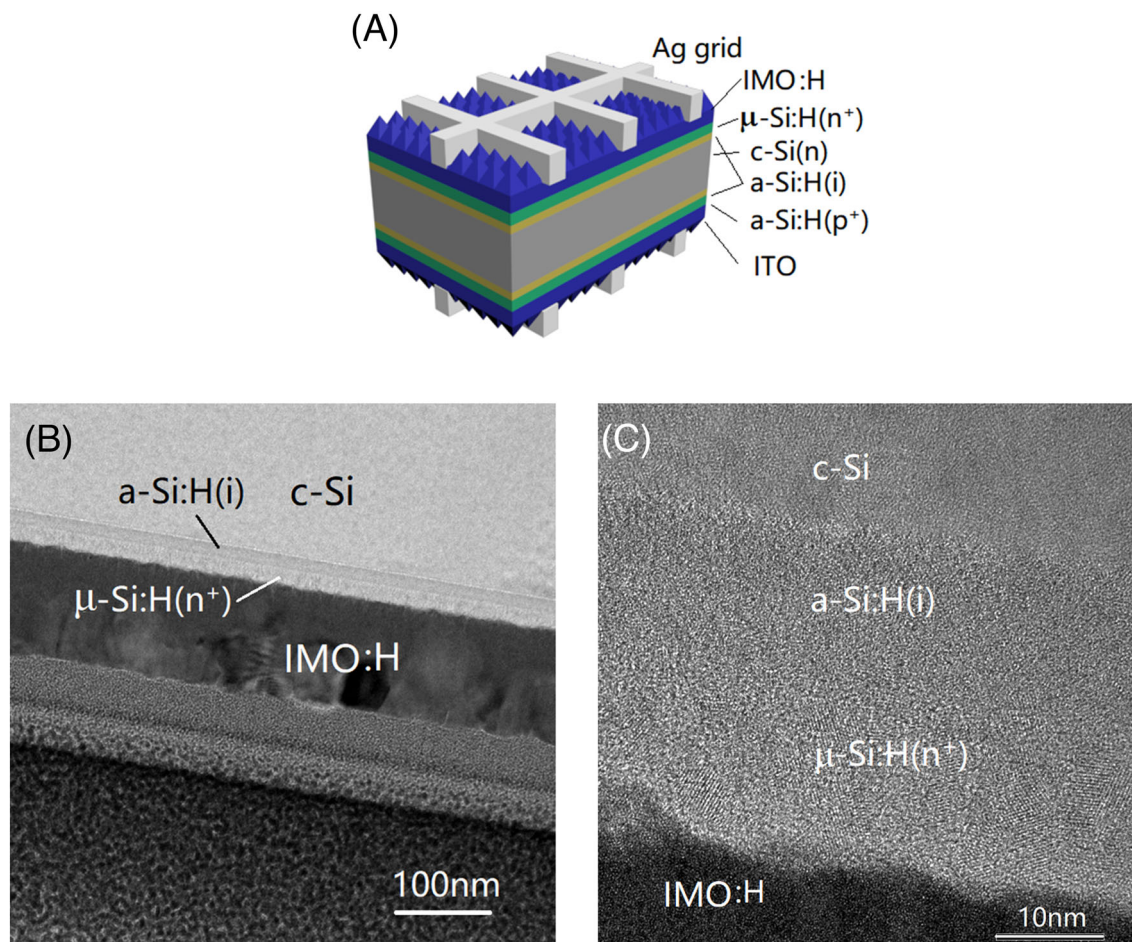 (A)
Ag grid
IMO:H
μ-Si:H(n⁺)
c-Si(n)
a-Si:H(i)
a-Si:H(p⁺)
ITO
(B)
a-Si:H(i)
c-Si
μ-Si:H(n⁺)
IMO:H
100nm
(C)
c-Si
a-Si:H(i)
μ-Si:H(n⁺)
IMO:H
10nm